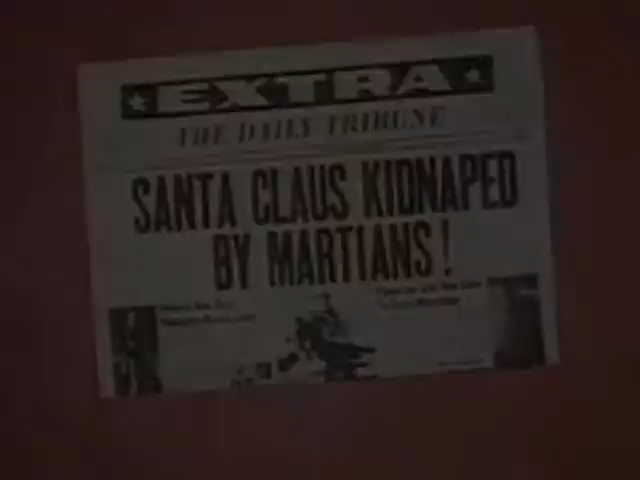 EXTRA
THE DAILY TRIBUNE
SANTA CLAUS KIDNAPED
BY MARTIANS!